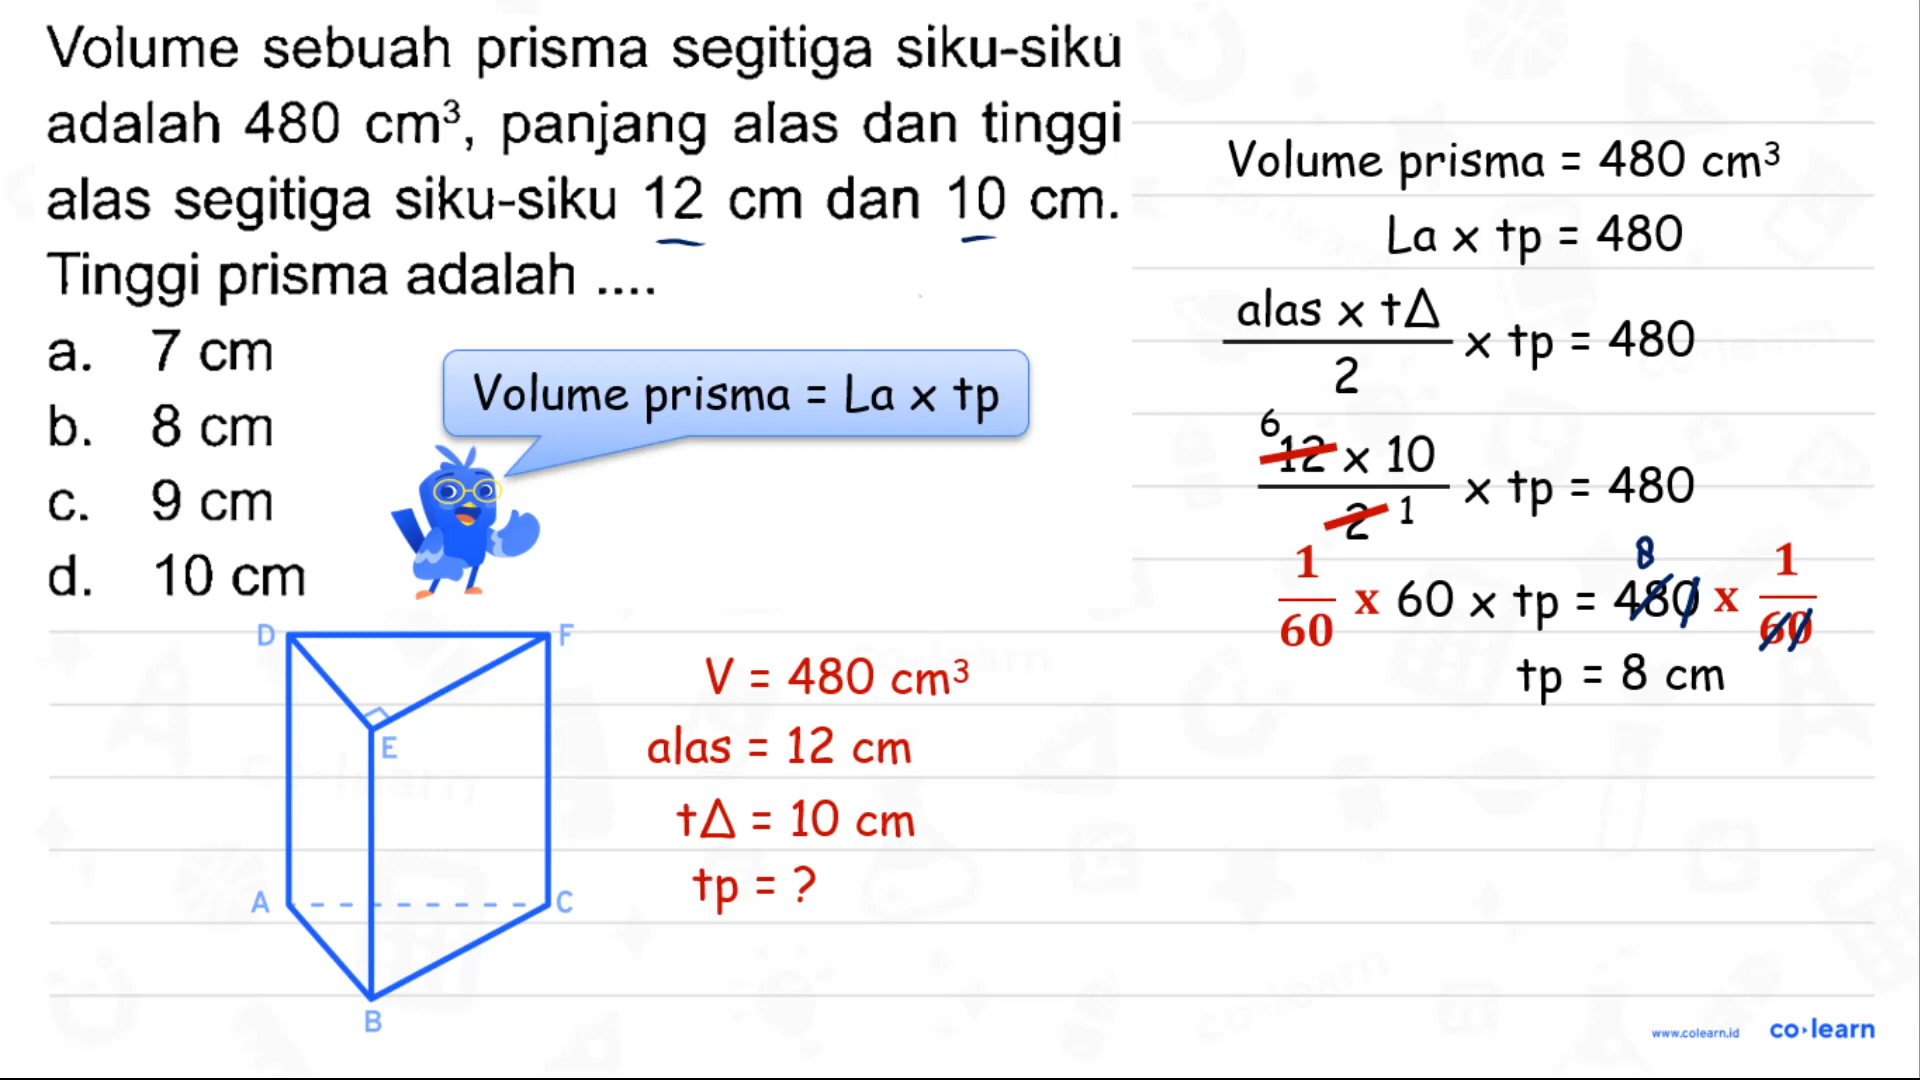 Volume sebuah prisma segitiga siku-siku
adalah 480 cm³, panjang alas dan tinggi
alas segitiga siku-siku 12 cm dan 10 cm.
Tinggi prisma adalah ....
a. 7 cm
b. 8 cm
c. 9 cm
d. 10 cm
Volume prisma = La x tp
D
F
E
A
C
B
V = 480 cm³
alas = 12 cm
t△ = 10 cm
tp = ?
Volume prisma = 480 cm³
La x tp = 480
alas x t△
2
x tp = 480
6
12 x 10
2 1
x tp = 480
8
1/60 x 60 x tp = 480 x 1/60
tp = 8 cm
www.colearn.id
co·learn